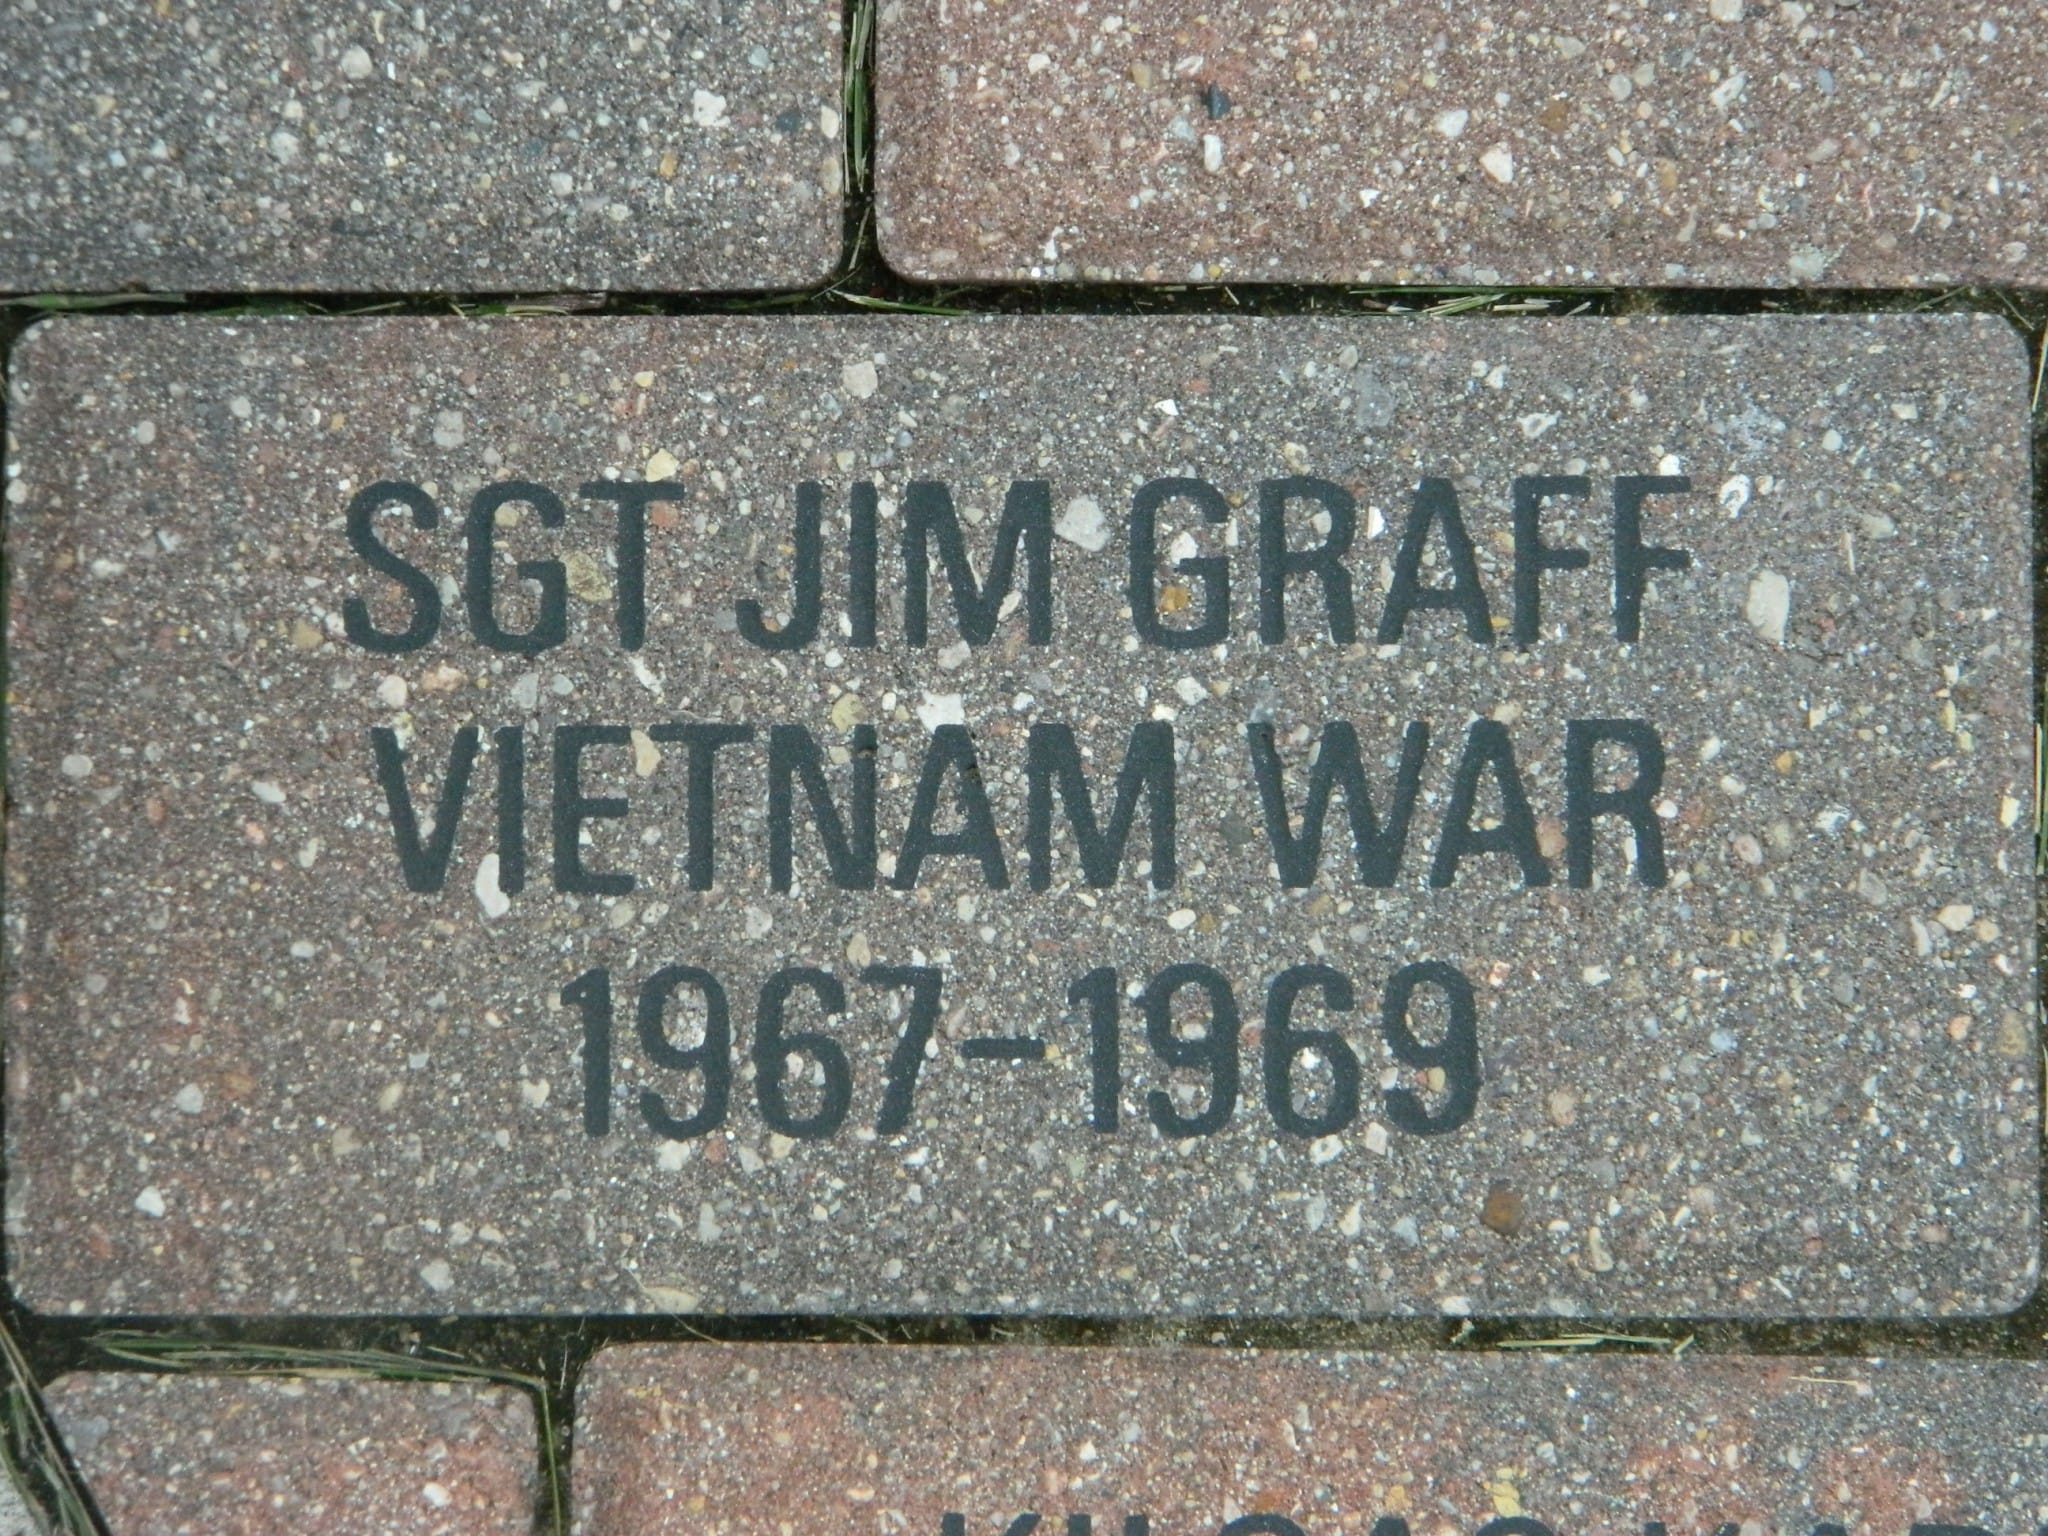 SGT JIM GRAFF
VIETNAM WAR
1967-1969